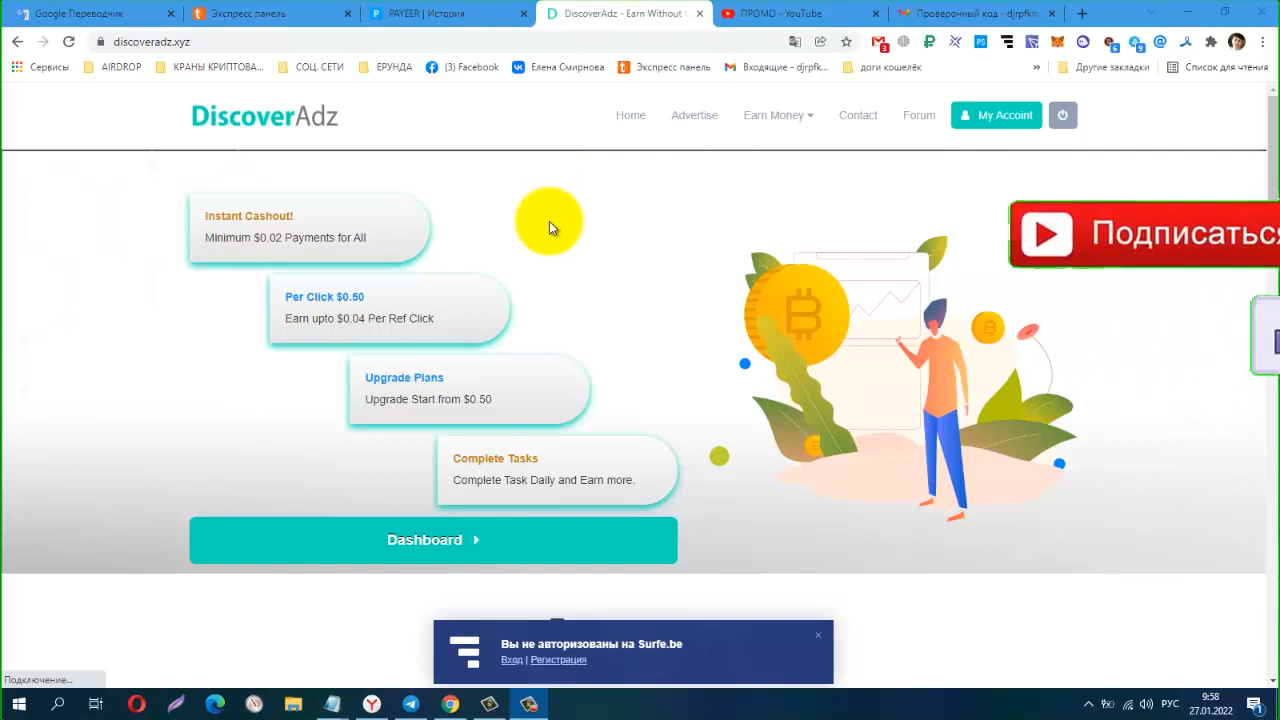 Google Переводчик
Экспресс панель
PAYEER | История
DiscoverAdz - Earn Without
ПРОМО - YouTube
Проверочный код - djrpfkn
discoveradz.xyz
3
6
9
Сервисы
AIRDROP
КРАНЫ КРИПТОВА...
СОЦ. СЕТИ
ЕРУНДА
(3) Facebook
Елена Смирнова
Экспресс панель
Входящие - djrpfk...
доги кошелёк
»
Другие закладки
Список для чтения
DiscoverAdz
Home
Advertise
Earn Money
Contact
Forum
My Accoint
Instant Cashout!
Minimum $0.02 Payments for All
Подписаться
Per Click $0.50
Earn upto $0.04 Per Ref Click
Upgrade Plans
Upgrade Start from $0.50
Complete Tasks
Complete Task Daily and Earn more.
Dashboard
Вы не авторизованы на Surfe.be
Вход | Регистрация
Подключение...
РУС
9:58
27.01.2022
1